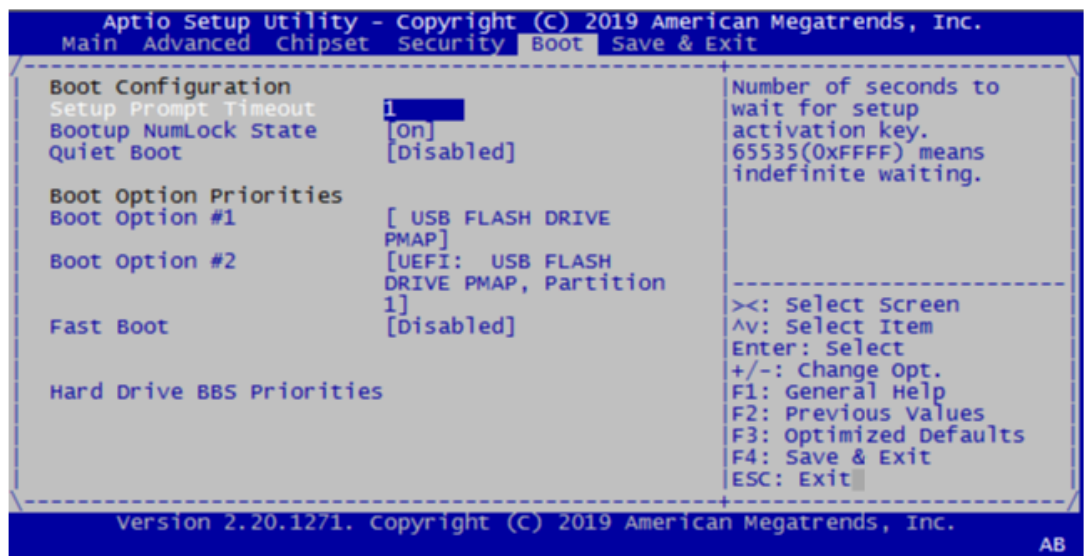 Aptio Setup Utility - Copyright (C) 2019 American Megatrends, Inc.
Main Advanced Chipset Security Boot Save & Exit
Boot Configuration
Setup Prompt Timeout 1
Bootup NumLock State [On]
Quiet Boot [Disabled]
Boot Option Priorities
Boot Option #1 [ USB FLASH DRIVE
PMAP]
Boot Option #2 [UEFI: USB FLASH
DRIVE PMAP, Partition
1]
Fast Boot [Disabled]
Hard Drive BBS Priorities
Number of seconds to
wait for setup
activation key.
65535(0xFFFF) means
indefinite waiting.
><: Select Screen
^v: Select Item
Enter: Select
+/-: Change Opt.
F1: General Help
F2: Previous Values
F3: Optimized Defaults
F4: Save & Exit
ESC: Exit
Version 2.20.1271. Copyright (C) 2019 American Megatrends, Inc.
AB